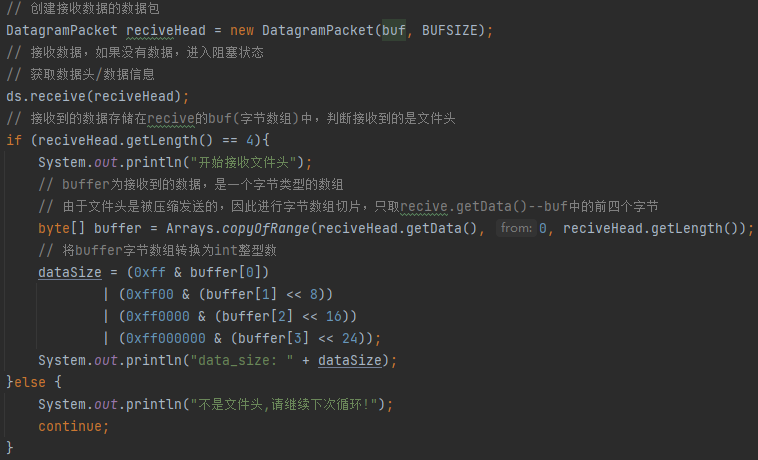 // 创建接收数据的数据包
DatagramPacket reciveHead = new DatagramPacket(buf, BUFSIZE);
// 接收数据，如果没有数据，进入阻塞状态
// 获取数据头/数据信息
ds.receive(reciveHead);
// 接收到的数据存储在recive的buf(字节数组)中，判断接收到的是文件头
if (reciveHead.getLength() == 4){
    System.out.println("开始接收文件头");
    // buffer为接收到的数据，是一个字节类型的数组
    // 由于文件头是被压缩发送的，因此进行字节数组切片，只取recive.getData()--buf中的前四个字节
    byte[] buffer = Arrays.copyOfRange(reciveHead.getData(), from: 0, reciveHead.getLength());
    // 将buffer字节数组转换为int整型数
    dataSize = (0xff & buffer[0])
            | (0xff00 & (buffer[1] << 8))
            | (0xff0000 & (buffer[2] << 16))
            | (0xff000000 & (buffer[3] << 24));
    System.out.println("data_size: " + dataSize);
}else {
    System.out.println("不是文件头,请继续下次循环!");
    continue;
}